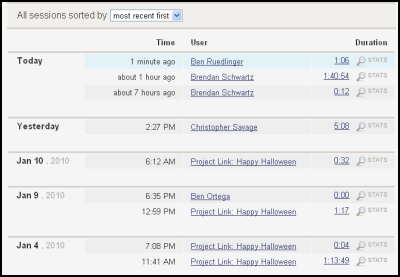 All sessions sorted by most recent first
Time User Duration
Today 1 minute ago Ben Ruedlinger 1:06 STATS
about 1 hour ago Brendan Schwartz 1:40:54 STATS
about 7 hours ago Brendan Schwartz 0:12 STATS
Yesterday 2:27 PM Christopher Savage 5:08 STATS
Jan 10 , 2010 6:12 AM Project Link: Happy Halloween 0:32 STATS
Jan 9 , 2010 6:35 PM Ben Ortega 0:00 STATS
12:59 PM Project Link: Happy Halloween 1:17 STATS
Jan 4 , 2010 7:08 PM Project Link: Happy Halloween 0:04 STATS
11:41 AM Project Link: Happy Halloween 1:13:49 STATS